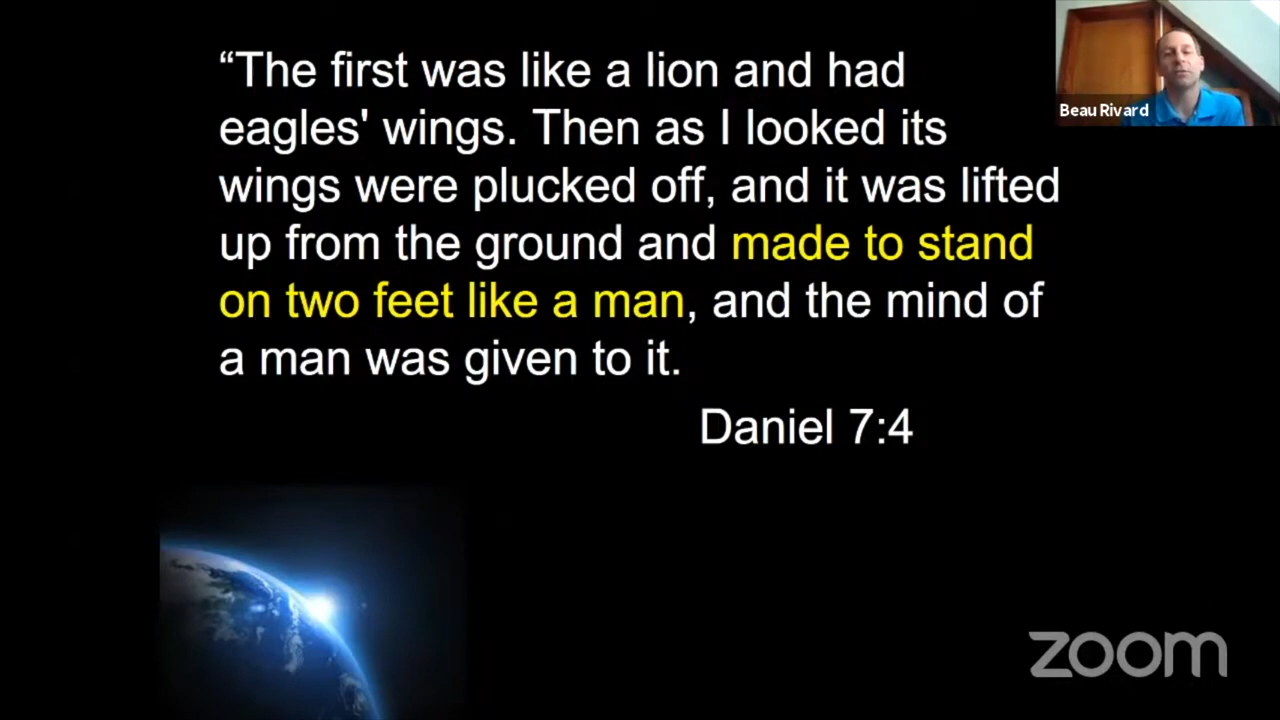 “The first was like a lion and had
eagles' wings. Then as I looked its
wings were plucked off, and it was lifted
up from the ground and made to stand
on two feet like a man, and the mind of
a man was given to it.
Daniel 7:4
Beau Rivard
zoom